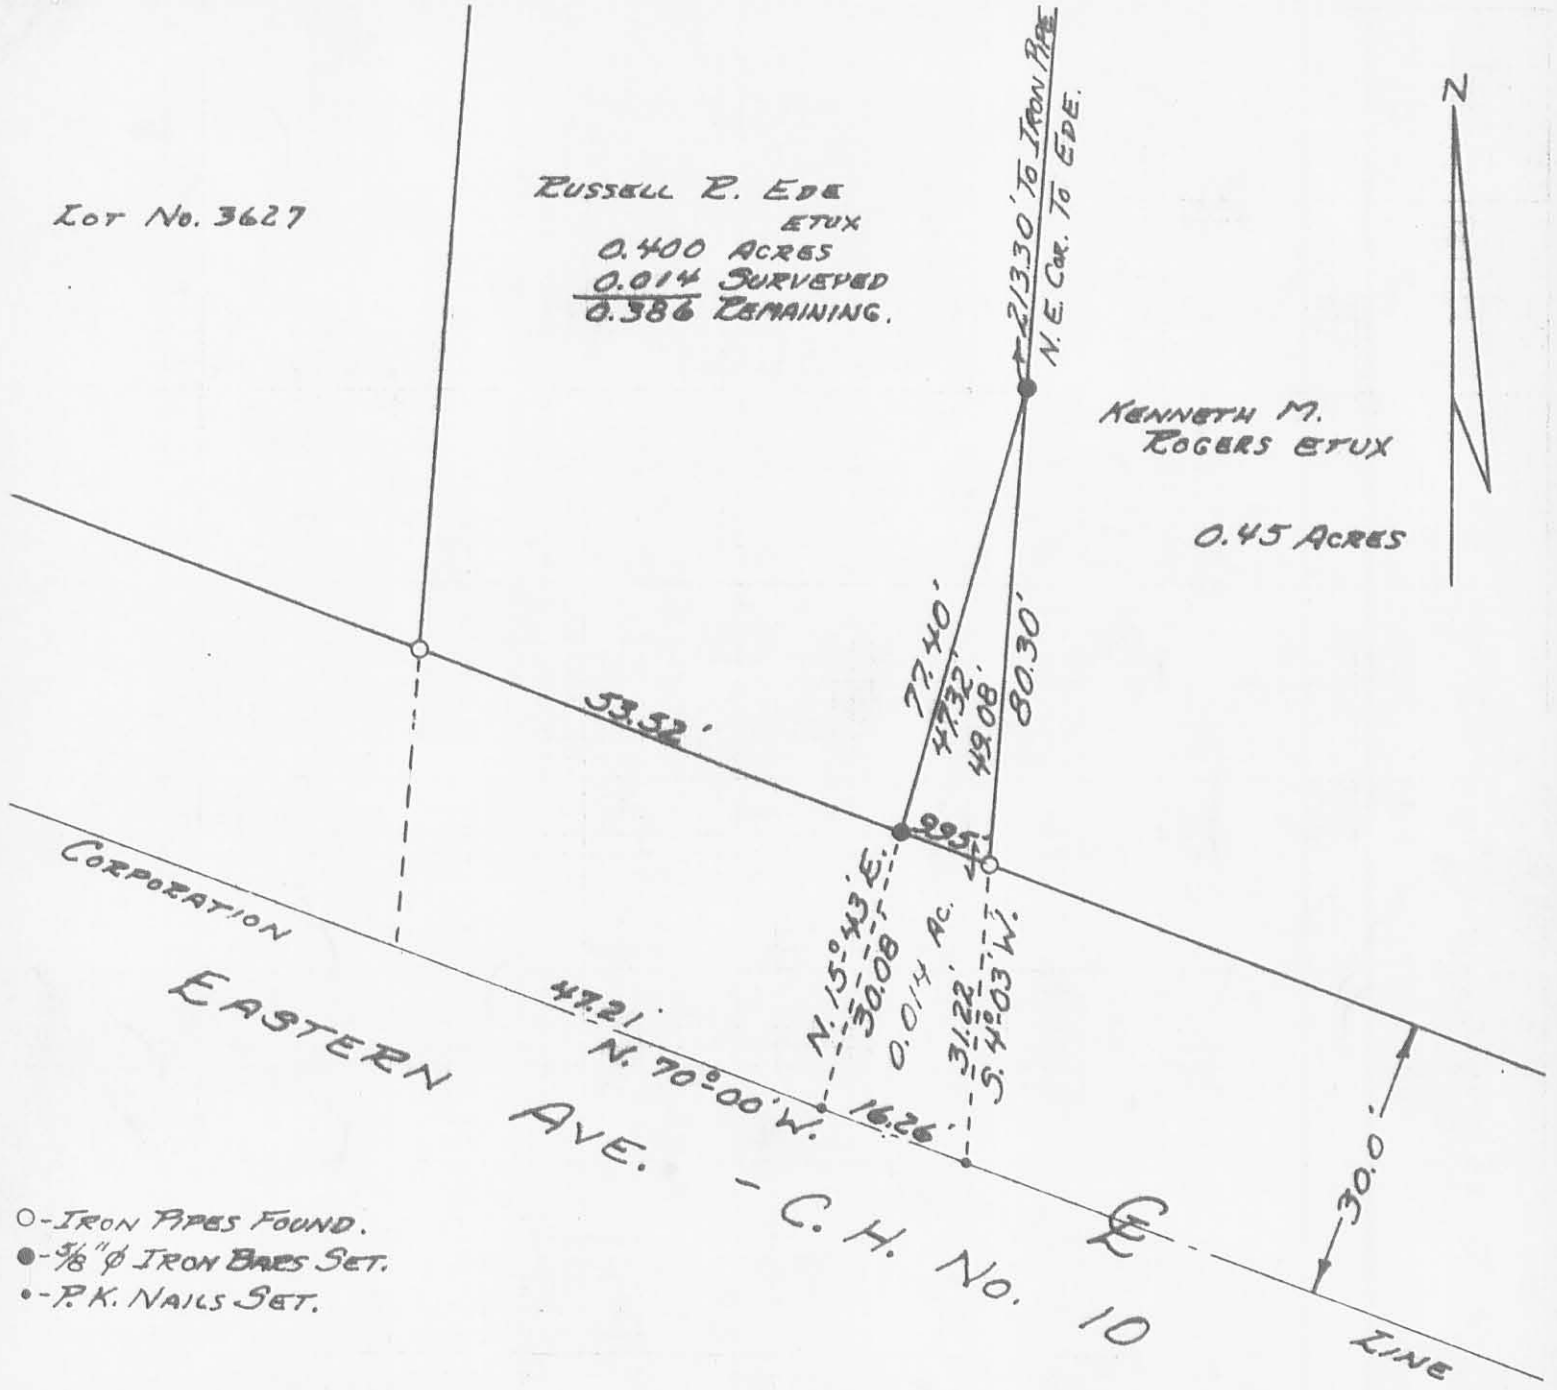 LOT NO. 3627
RUSSELL R. EDE
ETUX
0.400 ACRES
0.014 SURVEYED
0.386 REMAINING.
213.30' TO IRON PIPE
N.E. COR. TO EDE.
N
KENNETH M.
ROGERS ETUX
0.45 ACRES
77.40'
47.32'
49.08'
80.30'
53.52'
9.95'
CORPORATION
EASTERN AVE. - C. H. NO. 10
47.21'
N. 70°-00' W.
N. 15°-43' E.
30.08'
0.014 AC.
31.22'
S. 4°-03' W.
16.26'
30.0'
LINE
O-IRON PIPES FOUND.
●-5/8"ø IRON BARS SET.
•-P.K. NAILS SET.